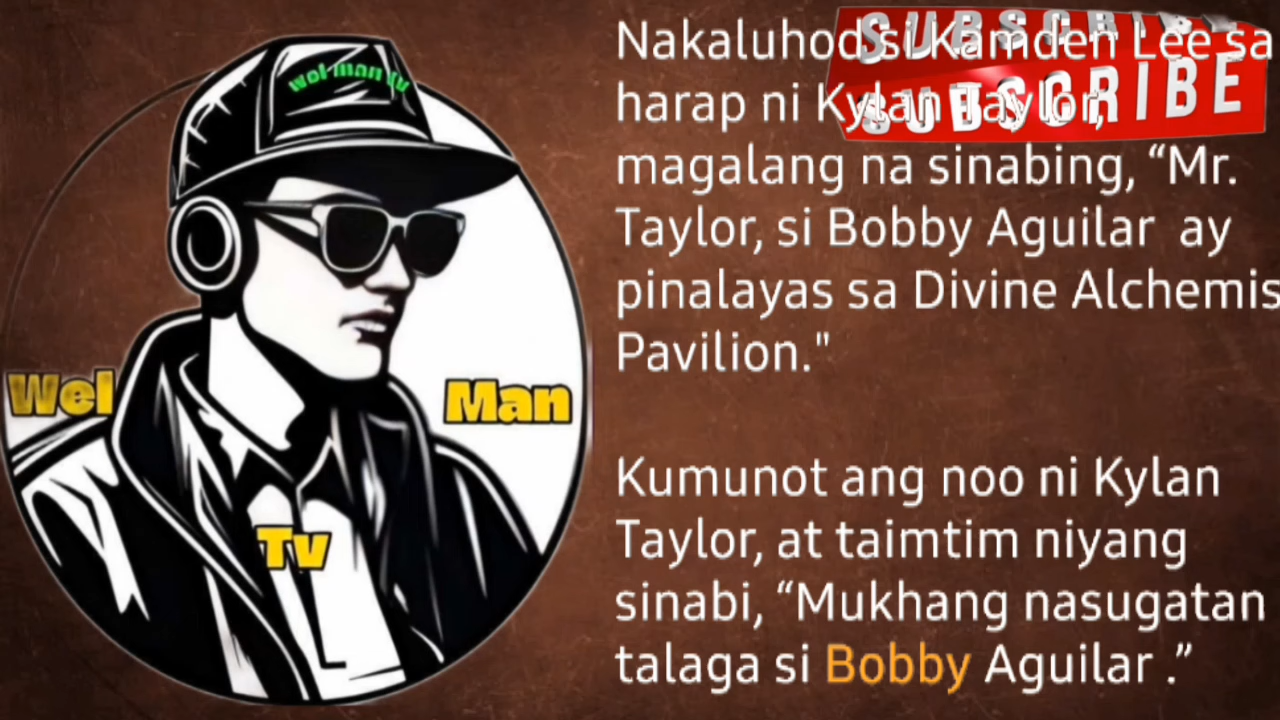 wel man tv
Wel
Man
Tv
SUBSCRIBE
SUBSCRIBE
Nakaluhod si Kamden Lee sa
harap ni Kylan Taylor,
magalang na sinabing, “Mr.
Taylor, si Bobby Aguilar ay
pinalayas sa Divine Alchemis
Pavilion."
Kumunot ang noo ni Kylan
Taylor, at taimtim niyang
sinabi, “Mukhang nasugatan
talaga si Bobby Aguilar .”